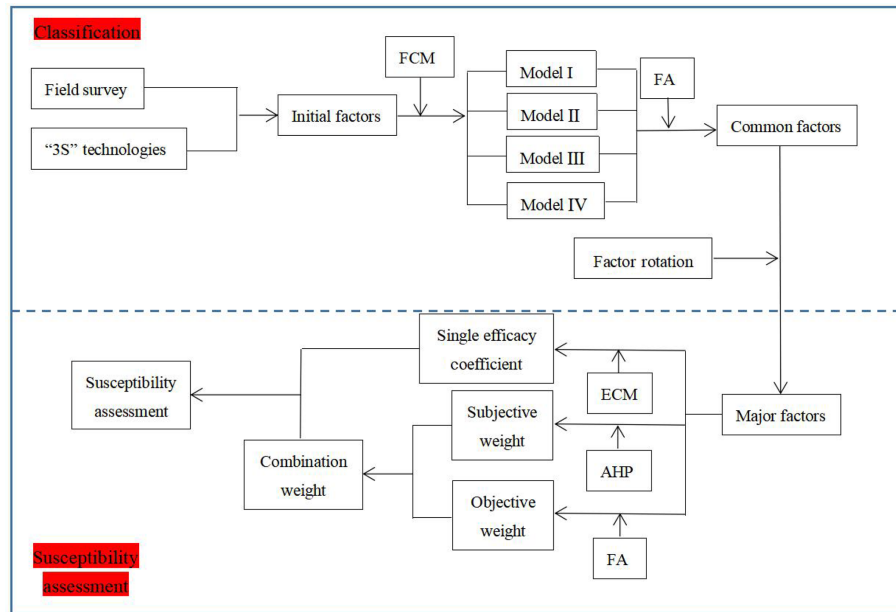 Classification
FCM
Field survey
Model Ⅰ
FA
Initial factors
Model Ⅱ
Common factors
“3S” technologies
Model Ⅲ
Model Ⅳ
Factor rotation
Single efficacy
coefficient
Susceptibility
assessment
ECM
Major factors
Subjective
weight
Combination
weight
AHP
Objective
weight
FA
Susceptibility
assessment